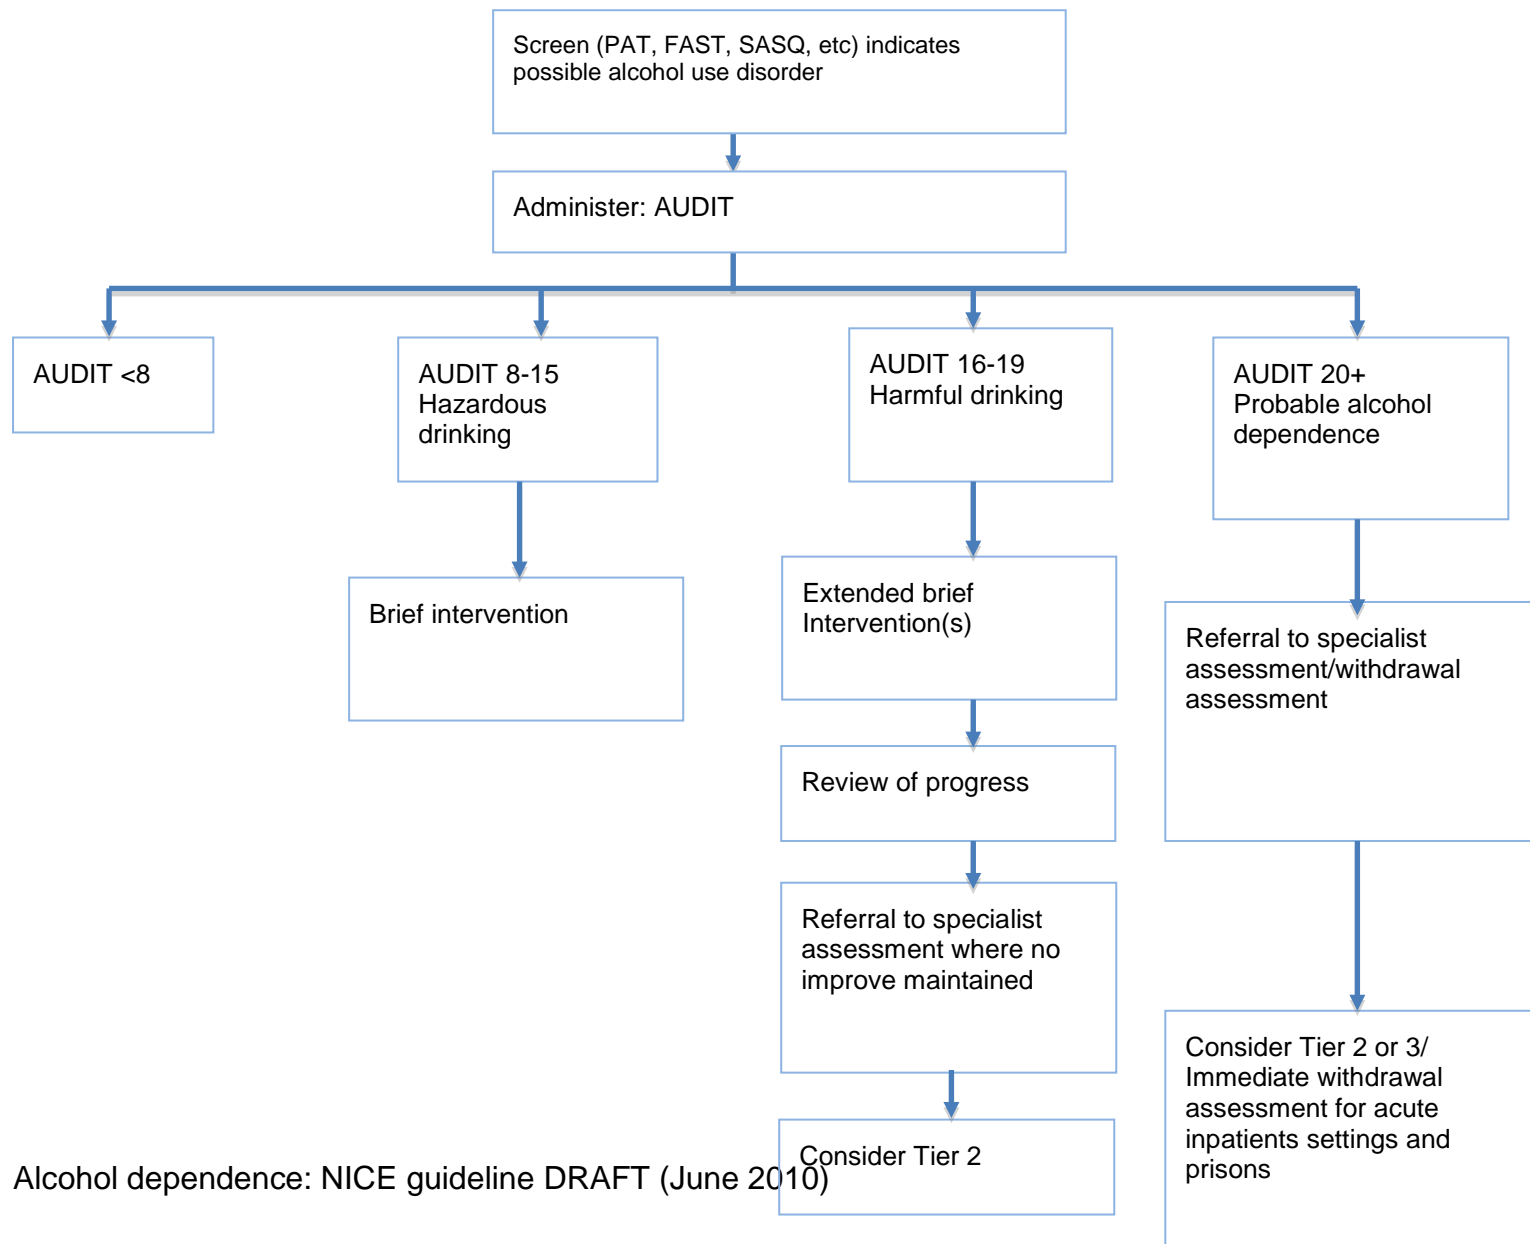 Screen (PAT, FAST, SASQ, etc) indicates
possible alcohol use disorder
Administer: AUDIT
AUDIT <8
AUDIT 8-15
Hazardous
drinking
Brief intervention
AUDIT 16-19
Harmful drinking
Extended brief
Intervention(s)
Review of progress
Referral to specialist
assessment where no
improve maintained
Consider Tier 2
AUDIT 20+
Probable alcohol
dependence
Referral to specialist
assessment/withdrawal
assessment
Consider Tier 2 or 3/
Immediate withdrawal
assessment for acute
inpatients settings and
prisons
Alcohol dependence: NICE guideline DRAFT (June 2010)